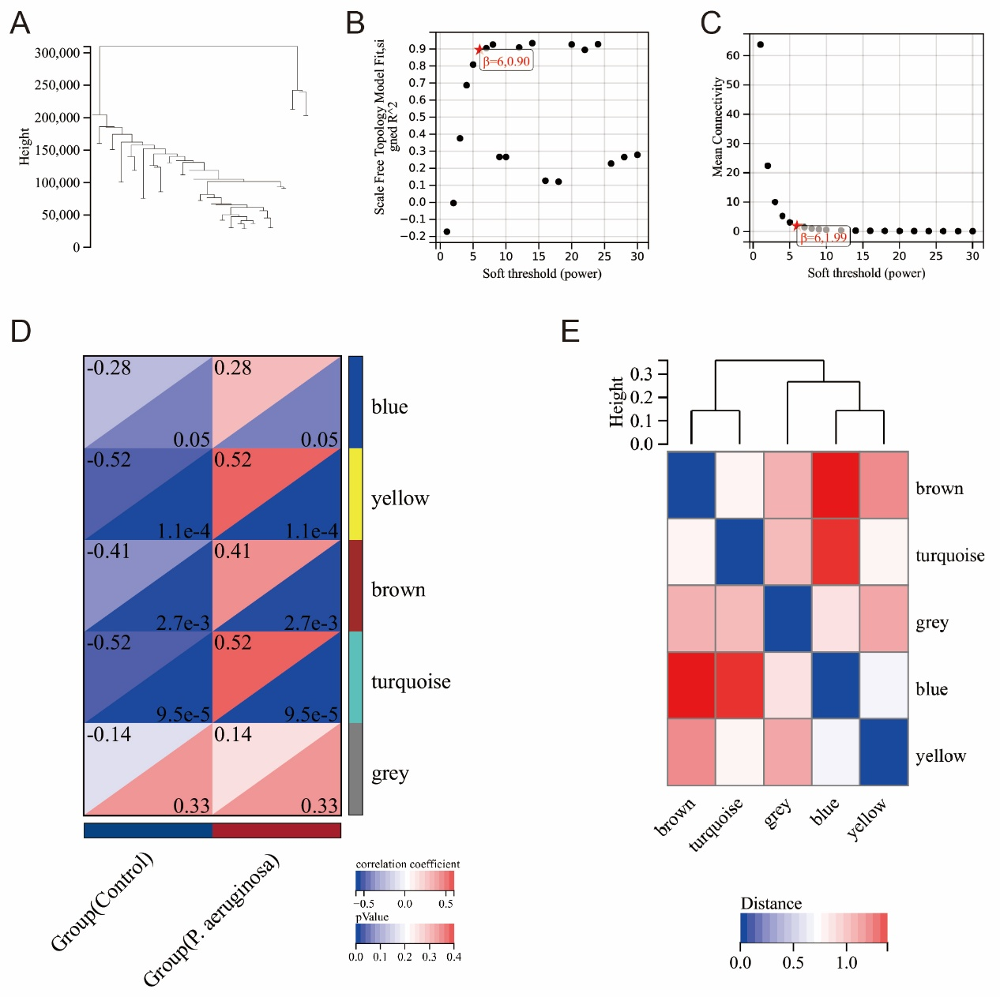 A
Height
300,000
250,000
200,000
150,000
100,000
50,000
0
B
Scale Free Topology Model Fit,si
gned R^2
0.9
0.8
0.7
0.6
0.5
0.4
0.3
0.2
0.1
0.0
−0.1
−0.2
β=6,0.90
0 5 10 15 20 25 30
Soft threshold (power)
C
Mean Connectivity
60
50
40
30
20
10
0
β=6,1.99
0 5 10 15 20 25 30
Soft threshold (power)
D
-0.28 0.28
0.05 0.05
blue
-0.52 0.52
1.1e-4 1.1e-4
yellow
-0.41 0.41
2.7e-3 2.7e-3
brown
-0.52 0.52
9.5e-5 9.5e-5
turquoise
-0.14 0.14
0.33 0.33
grey
Group(Control)
Group(P. aeruginosa)
correlation coefficient
−0.5 0.0 0.5
pValue
0.0 0.1 0.2 0.3 0.4
E
Height
0.3
0.2
0.1
0.0
brown
turquoise
grey
blue
yellow
brown turquoise grey blue yellow
Distance
0.0 0.5 1.0